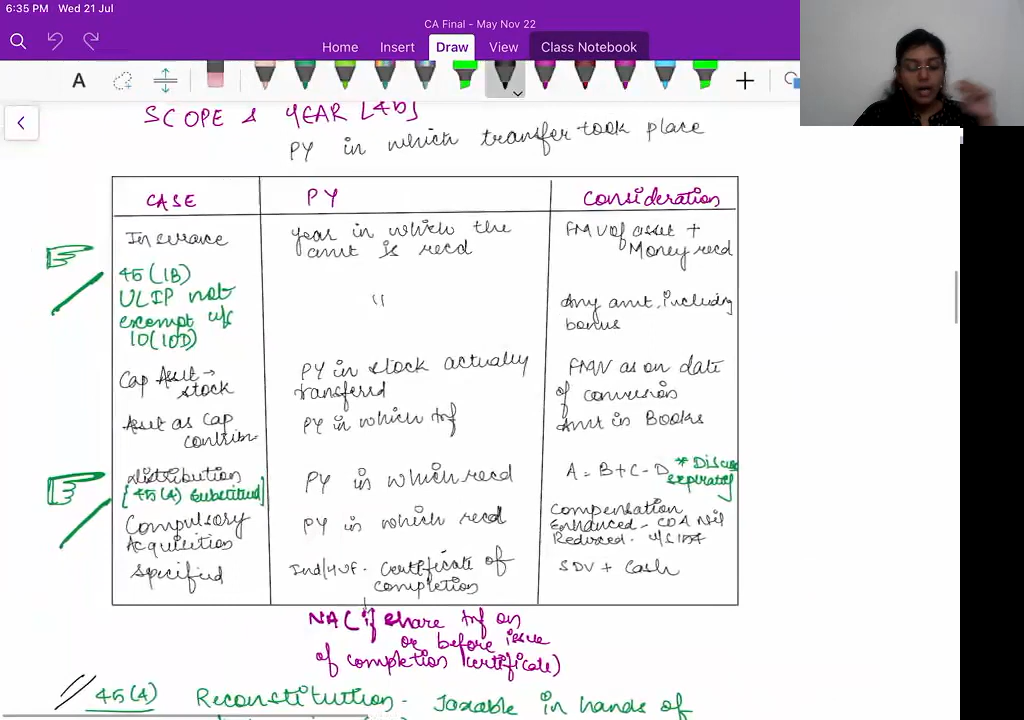 6:35 PM Wed 21 Jul
CA Final - May Nov 22
Home Insert Draw View Class Notebook
A
SCOPE & YEAR [45]
PY in which transfer took place
CASE PY Consideration
Insurance year in which the amt is recd FMV of asset + Money recd
45(1B) ULIP not exempt u/s 10(10D) " Any amt, including bonus
Cap Asset → stock PY in stock actually transferred FMV as on date of conversion
Asset as Cap contribn PY in which trf Amt in Books
Distribution [45(4) Substituted] PY in which recd A = B+C-D * Discuss seperately
Compulsory Acquisition PY in which recd Compensation Enhanced - COA Nil Reduced - u/s 154
Specified Ind/HUF - Certificate of completion SDV + Cash
NA (if share trf on
or before issue
of completion certificate)
45(4) Reconstitution - Taxable in hands of